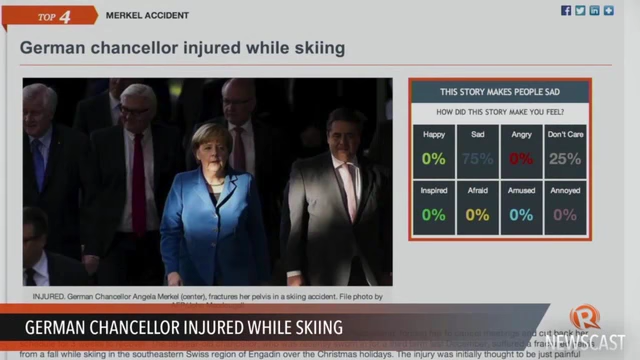 TOP 4
MERKEL ACCIDENT
German chancellor injured while skiing
THIS STORY MAKES PEOPLE SAD
HOW DID THIS STORY MAKE YOU FEEL?
Happy Sad Angry Don't Care
0% 75% 0% 25%
Inspired Afraid Amused Annoyed
0% 0% 0% 0%
INJURED. German Chancellor Angela Merkel (center), fractures her pelvis in a skiing accident. File photo by
GERMAN CHANCELLOR INJURED WHILE SKIING
from a fall while skiing in the southeastern Swiss region of Engadin over the Christmas holidays. The injury was initially thought to be just painful
R
NEWSCAST